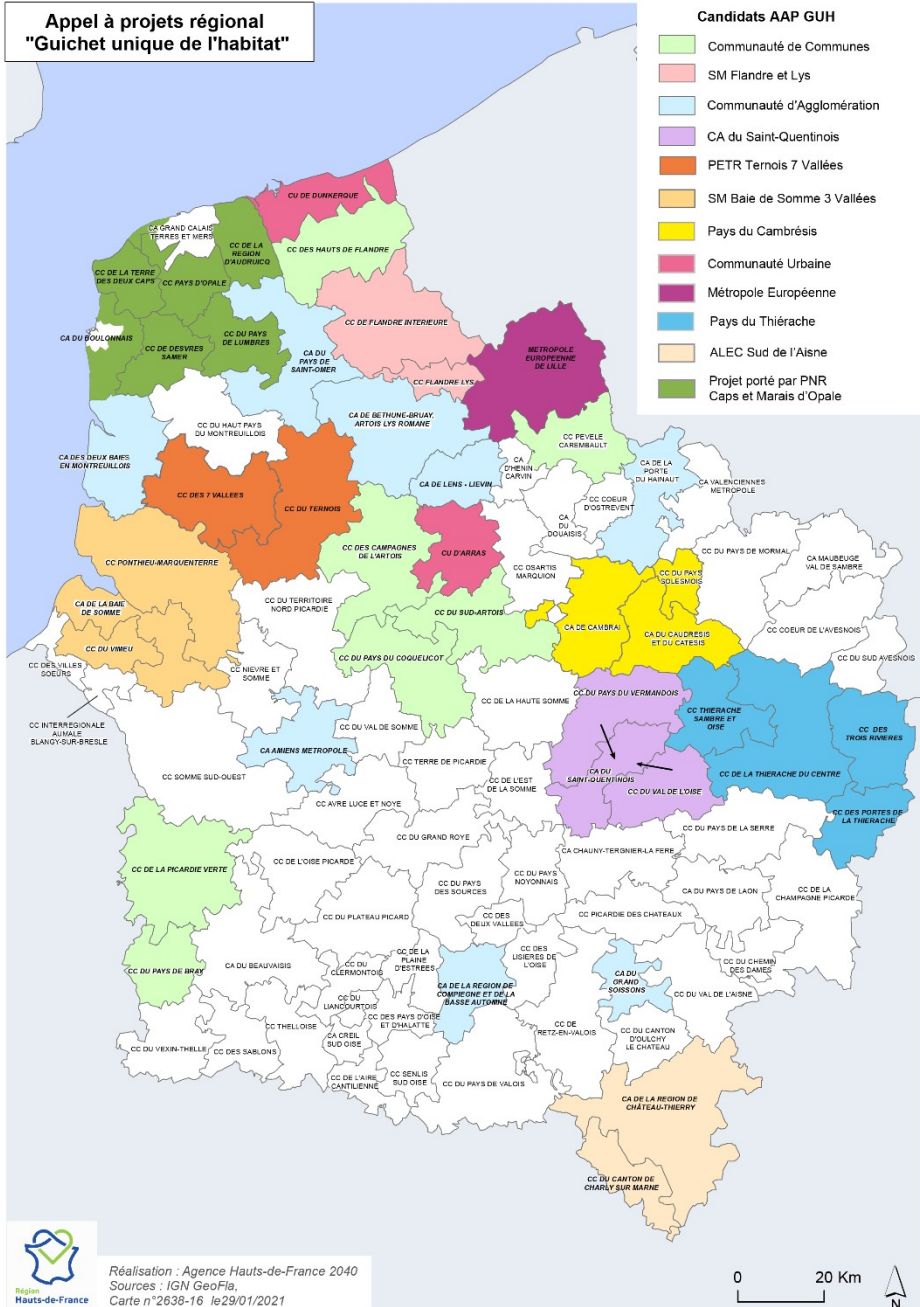 Appel à projets régional
"Guichet unique de l'habitat"
Candidats AAP GUH
Communauté de Communes
SM Flandre et Lys
Communauté d'Agglomération
CA du Saint-Quentinois
PETR Ternois 7 Vallées
SM Baie de Somme 3 Vallées
Pays du Cambrésis
Communauté Urbaine
Métropole Européenne
Pays du Thiérache
ALEC Sud de l'Aisne
Projet porté par PNR
Caps et Marais d'Opale
CU DE DUNKERQUE
CA GRAND CALAIS
TERRES ET MERS
CC DE LA
REGION
D'AUDRUICQ
CC DES HAUTS DE FLANDRE
CC DE LA TERRE
DES DEUX CAPS
CC PAYS D'OPALE
CC DE FLANDRE INTERIEURE
CA DU BOULONNAIS
CC DE DESVRES
SAMER
CC DU PAYS
DE LUMBRES
CA DU
PAYS DE
SAINT-OMER
METROPOLE
EUROPEENNE
DE LILLE
CC FLANDRE LYS
CC DU HAUT PAYS
DU MONTREUILLOIS
CA DE BETHUNE-BRUAY,
ARTOIS LYS ROMANE
CC PEVELE
CAREMBAULT
CA DES DEUX BAIES
EN MONTREUILLOIS
CA DE LENS - LIEVIN
CA
D'HENIN
CARVIN
CA DE LA
PORTE
DU HAINAUT
CA VALENCIENNES
METROPOLE
CC DES 7 VALLEES
CC DU TERNOIS
CC COEUR
D'OSTREVENT
CA
DU
DOUAISIS
CC DES CAMPAGNES
DE L'ARTOIS
CU D'ARRAS
CC DU PAYS DE MORMAL
CA MAUBEUGE
VAL DE SAMBRE
CC PONTHIEU-MARQUENTERRE
CC OSARTIS
MARQUION
CC DU PAYS
SOLESMOIS
CC DU TERRITOIRE
NORD PICARDIE
CA DE LA BAIE
DE SOMME
CC DU SUD-ARTOIS
CA DE CAMBRAI
CA DU CAUDRESIS
ET DU CATESIS
CC COEUR DE L'AVESNOIS
CC DU VIMEU
CC DU PAYS DU COQUELICOT
CC DU SUD AVESNOIS
CC DES VILLES
SOEURS
CC NIEVRE ET
SOMME
CC DU PAYS DU VERMANDOIS
CC DE LA HAUTE SOMME
CC THIERACHE
SAMBRE ET
OISE
CC DES
TROIS RIVIERES
CC INTERREGIONALE
AUMALE
BLANGY-SUR-BRESLE
CC DU VAL DE SOMME
CA AMIENS METROPOLE
CC TERRE DE PICARDIE
CA DU
SAINT-QUENTINOIS
CC DE LA THIERACHE DU CENTRE
CC SOMME SUD-OUEST
CC DE L'EST
DE LA SOMME
CC DU VAL DE L'OISE
CC AVRE LUCE ET NOYE
CC DES PORTES DE
LA THIERACHE
CC DU PAYS DE LA SERRE
CC DU GRAND ROYE
CA CHAUNY-TERGNIER-LA FERE
CC DE LA PICARDIE VERTE
CC DE L'OISE PICARDE
CC DU PAYS
DES SOURCES
CC DU PAYS
NOYONNAIS
CA DU PAYS DE LAON
CC DE LA
CHAMPAGNE PICARDE
CC DU PLATEAU PICARD
CC DES
DEUX VALLEES
CC PICARDIE DES CHATEAUX
CC DU PAYS DE BRAY
CA DU BEAUVAISIS
CC DU
CLERMONTOIS
CC DE LA
PLAINE
D'ESTREES
CC DES
LISIERES DE
L'OISE
CC DU CHEMIN
DES DAMES
CA DE LA REGION DE
COMPIEGNE ET DE LA
BASSE AUTOMNE
CA DU
GRAND
SOISSONS
CC DU VAL DE L'AISNE
CC DU
LIANCOURTOIS
CC THELLOISE
CC DES PAYS D'OISE
ET D'HALATTE
CC DE
RETZ-EN-VALOIS
CA CREIL
SUD OISE
CC DU CANTON
D'OULCHY
LE CHATEAU
CC DU VEXIN-THELLE
CC DES SABLONS
CC DE L'AIRE
CANTILIENNE
CC SENLIS
SUD OISE
CC DU PAYS DE VALOIS
CA DE LA REGION DE
CHÂTEAU-THIERRY
CC DU CANTON DE
CHARLY SUR MARNE
Région
Hauts-de-France
Réalisation : Agence Hauts-de-France 2040
Sources : IGN GeoFla,
Carte n°2638-16 le29/01/2021
0 20 Km
N